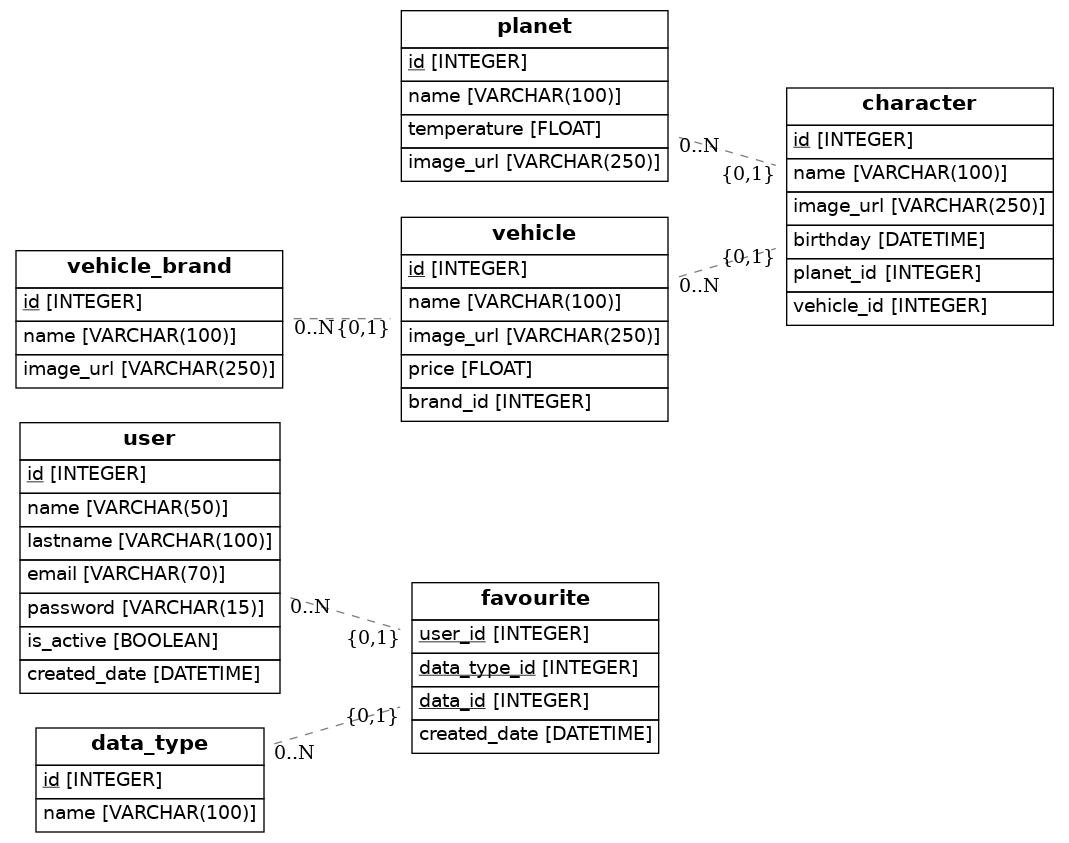 planet
id [INTEGER]
name [VARCHAR(100)]
temperature [FLOAT]
image_url [VARCHAR(250)]
0..N
{0,1}
character
id [INTEGER]
name [VARCHAR(100)]
image_url [VARCHAR(250)]
birthday [DATETIME]
planet_id [INTEGER]
vehicle_id [INTEGER]
vehicle
id [INTEGER]
name [VARCHAR(100)]
image_url [VARCHAR(250)]
price [FLOAT]
brand_id [INTEGER]
{0,1}
0..N
vehicle_brand
id [INTEGER]
name [VARCHAR(100)]
image_url [VARCHAR(250)]
0..N
{0,1}
user
id [INTEGER]
name [VARCHAR(50)]
lastname [VARCHAR(100)]
email [VARCHAR(70)]
password [VARCHAR(15)]
is_active [BOOLEAN]
created_date [DATETIME]
0..N
{0,1}
favourite
user_id [INTEGER]
data_type_id [INTEGER]
data_id [INTEGER]
created_date [DATETIME]
{0,1}
0..N
data_type
id [INTEGER]
name [VARCHAR(100)]